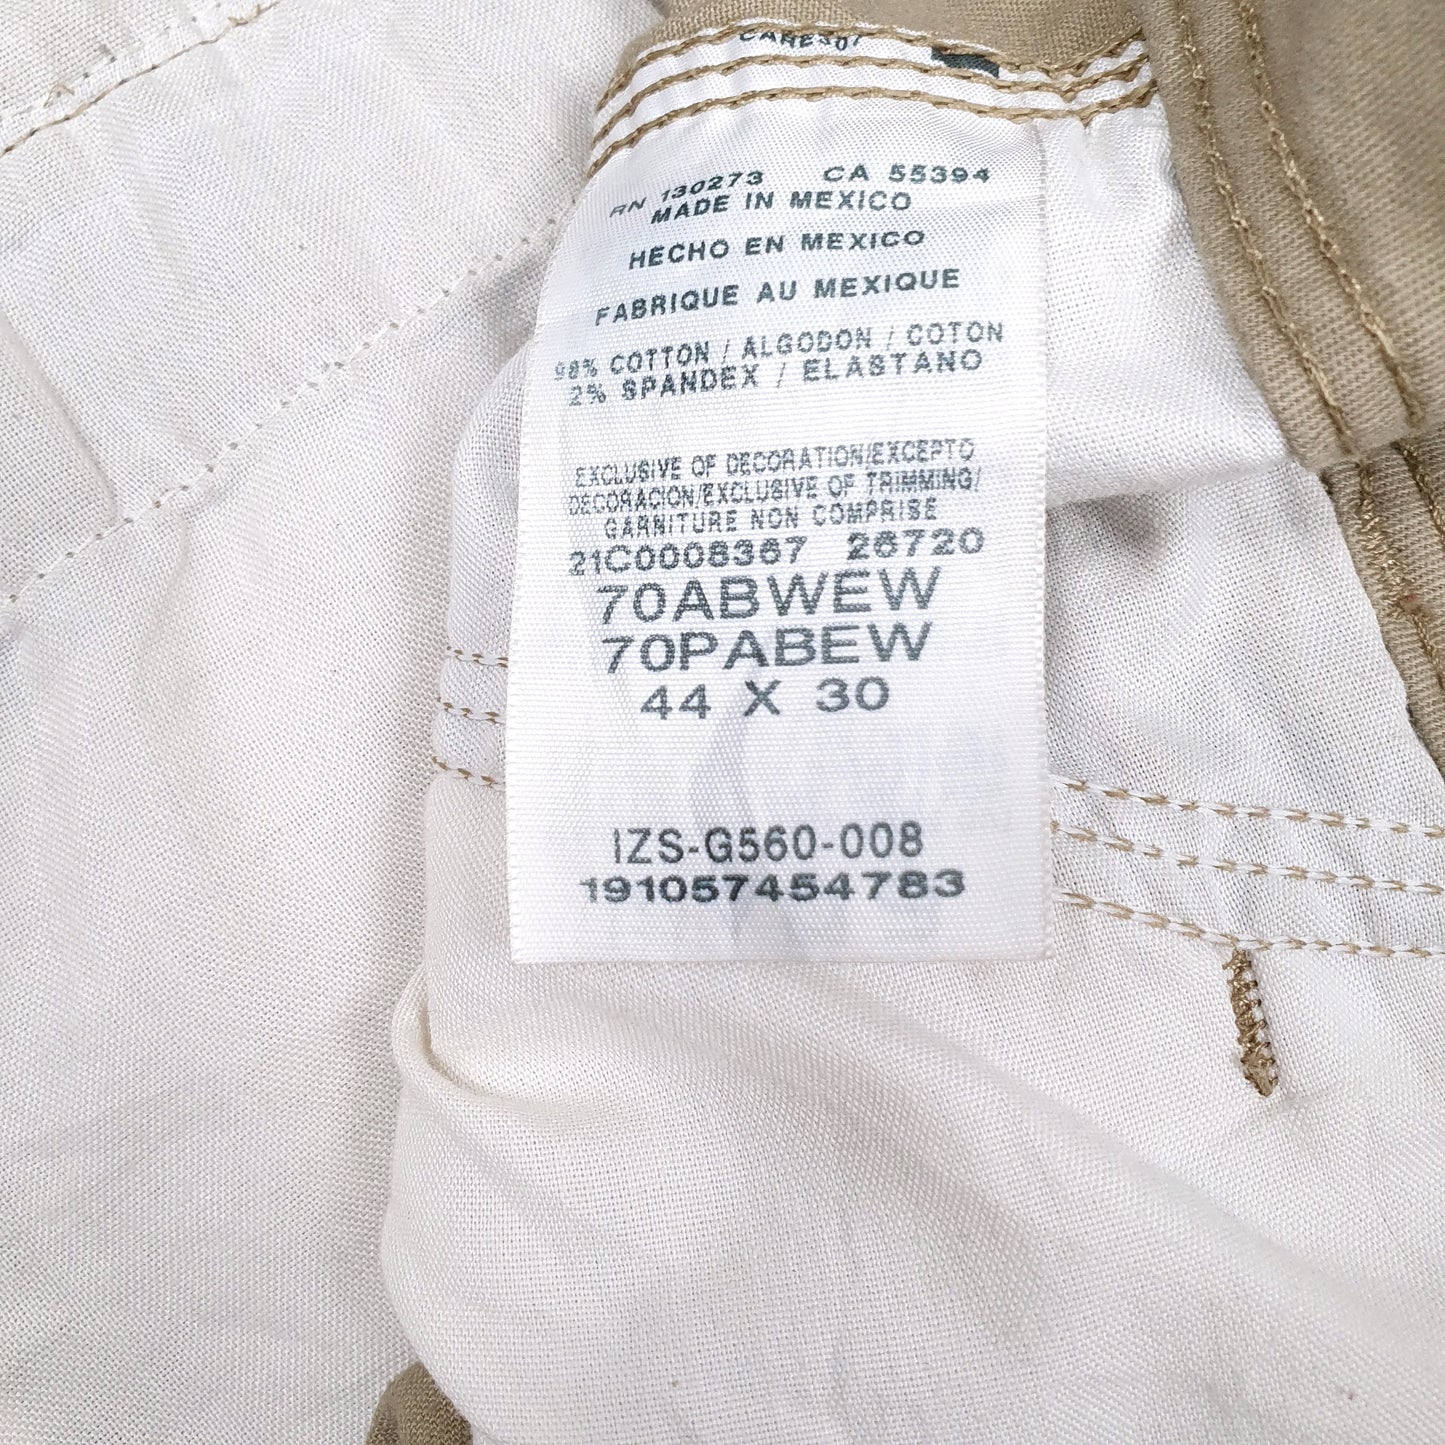 CARE307
RN 130273 CA 55394
MADE IN MEXICO
HECHO EN MEXICO
FABRIQUE AU MEXIQUE
98% COTTON / ALGODON / COTON
2% SPANDEX / ELASTANO
EXCLUSIVE OF DECORATION/EXCEPTO
DECORACION/EXCLUSIVE OF TRIMMING/
GARNITURE NON COMPRISE
21C0008367 26720
70ABWEW
70PABEW
44 X 30
IZS-G560-008
191057454783